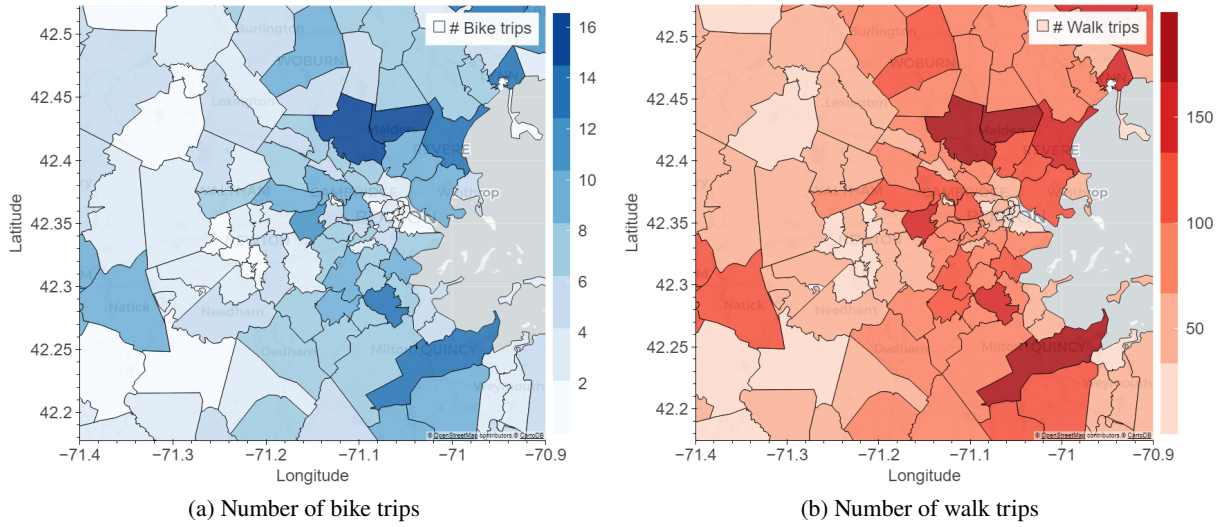 # Bike trips
# Walk trips
42.5
42.45
42.4
42.35
42.3
42.25
42.2
Latitude
−71.4
−71.3
−71.2
−71.1
−71
−70.9
Longitude
16
14
12
10
8
6
4
2
Burlington
WOBURN
Lexington
Malden
REVERE
Winthrop
Natick
Needham
Dedham
Milton
QUINCY
Weymouth
© OpenStreetMap contributors,© CartoDB
(a) Number of bike trips
42.5
42.45
42.4
42.35
42.3
42.25
42.2
Latitude
−71.4
−71.3
−71.2
−71.1
−71
−70.9
Longitude
150
100
50
Burlington
WOBURN
Lexington
Malden
REVERE
Winthrop
Natick
Needham
Dedham
Milton
QUINCY
Weymouth
© OpenStreetMap contributors,© CartoDB
(b) Number of walk trips